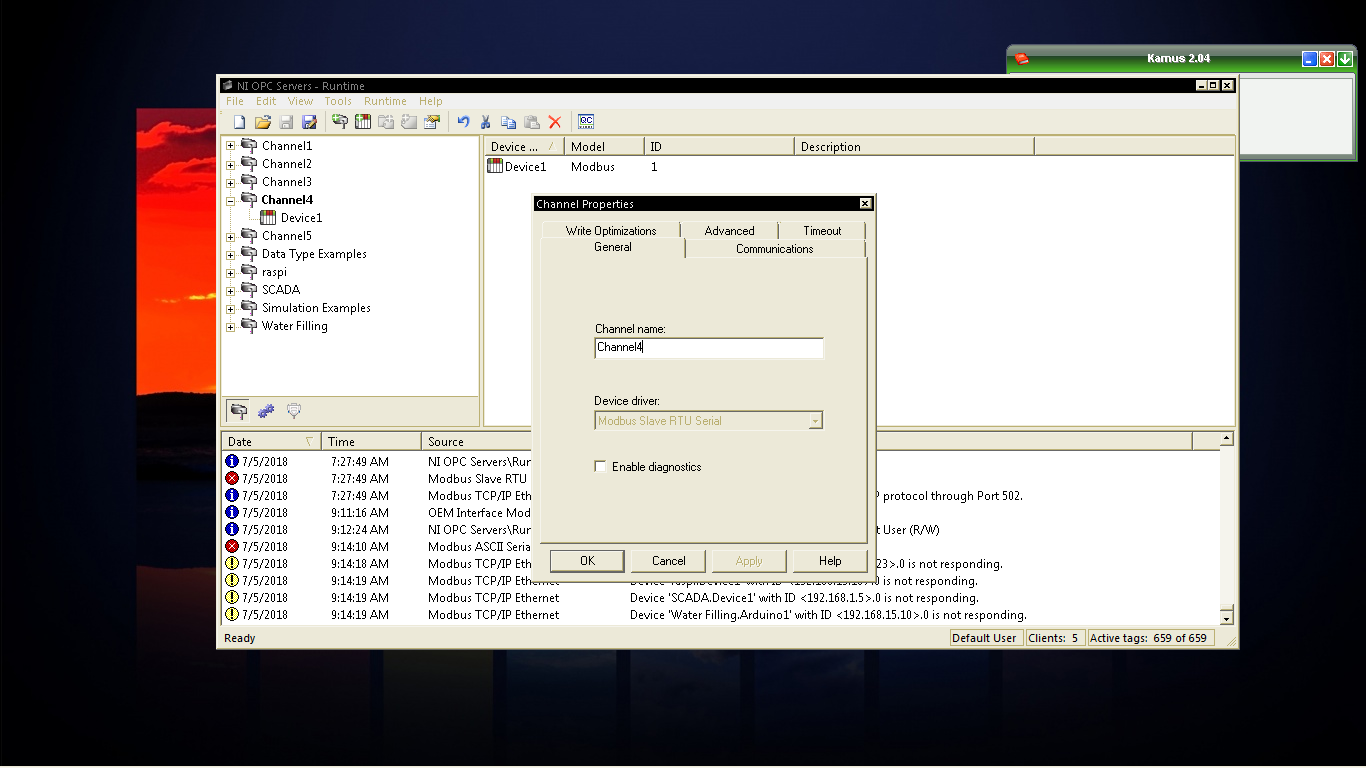 Kamus 2.04
NI OPC Servers - Runtime
File Edit View Tools Runtime Help
QC
Channel1
Channel2
Channel3
Channel4
Device1
Channel5
Data Type Examples
raspi
SCADA
Simulation Examples
Water Filling
Device ... Model ID Description
Device1 Modbus 1
Channel Properties
Write Optimizations Advanced Timeout
General Communications
Channel name:
Channel4
Device driver:
Modbus Slave RTU Serial
Enable diagnostics
OK Cancel Apply Help
Date Time Source
7/5/2018 7:27:49 AM NI OPC Servers\Run
7/5/2018 7:27:49 AM Modbus Slave RTU
7/5/2018 7:27:49 AM Modbus TCP/IP Ethe protocol through Port 502.
7/5/2018 9:11:16 AM OEM Interface Mod
7/5/2018 9:12:24 AM NI OPC Servers\Run t User (R/W)
7/5/2018 9:14:10 AM Modbus ASCII Seria
7/5/2018 9:14:18 AM Modbus TCP/IP Ethe 23>.0 is not responding.
7/5/2018 9:14:19 AM Modbus TCP/IP Ethernet is not responding.
7/5/2018 9:14:19 AM Modbus TCP/IP Ethernet Device 'SCADA.Device1' with ID <192.168.1.5>.0 is not responding.
7/5/2018 9:14:19 AM Modbus TCP/IP Ethernet Device 'Water Filling.Arduino1' with ID <192.168.15.10>.0 is not responding.
Ready Default User Clients: 5 Active tags: 659 of 659